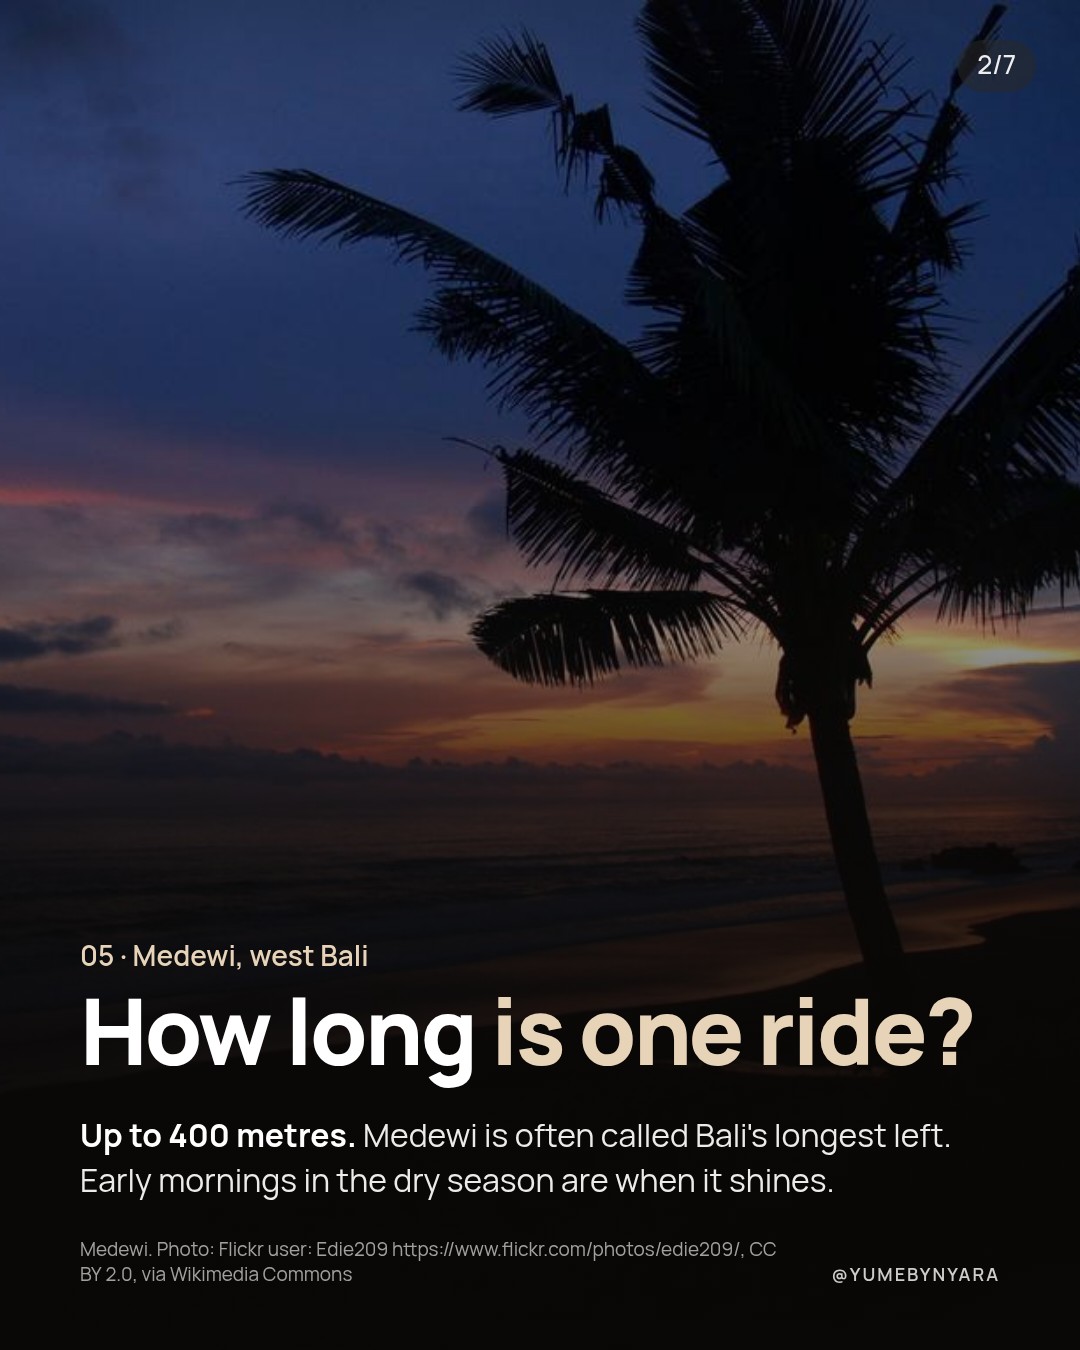 2/7
05 · Medewi, west Bali
How long is one ride?
Up to 400 metres. Medewi is often called Bali's longest left.
Early mornings in the dry season are when it shines.
Medewi. Photo: Flickr user: Edie209 https://www.flickr.com/photos/edie209/, CC
BY 2.0, via Wikimedia Commons
@YUMEBYNYARA